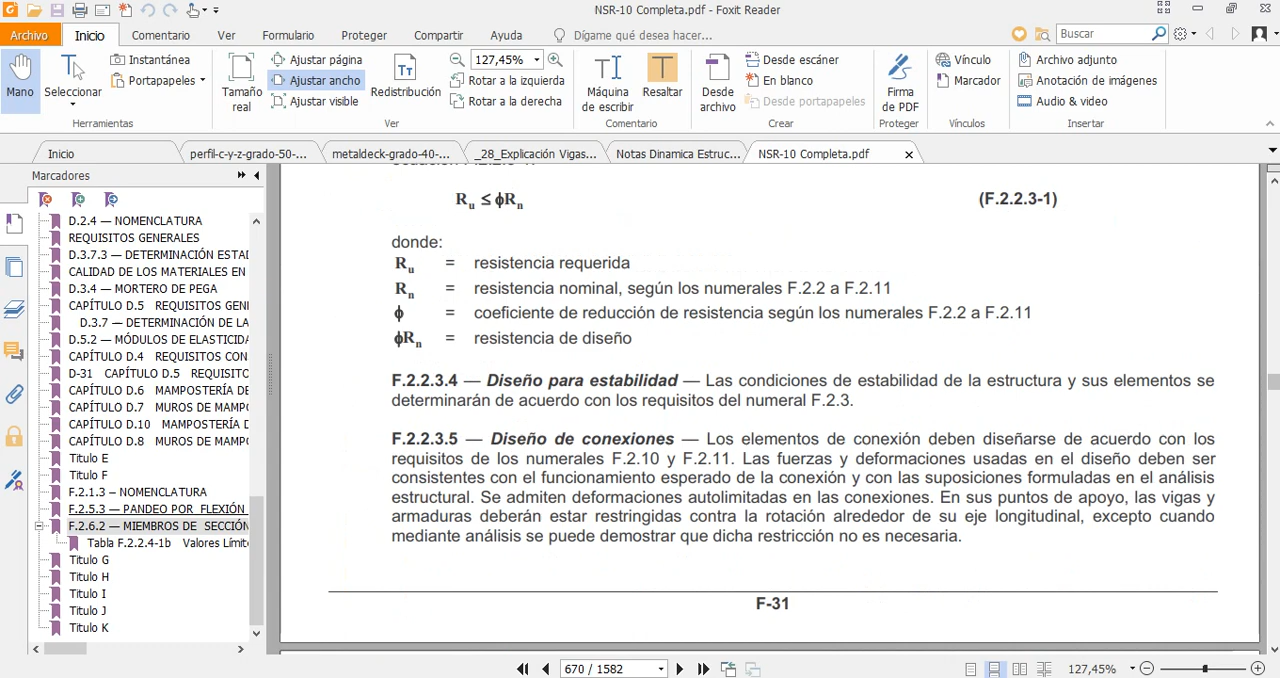 NSR-10 Completa.pdf - Foxit Reader
Archivo Inicio Comentario Ver Formulario Proteger Compartir Ayuda Dígame qué desea hacer... Buscar
Mano
Seleccionar
Instantánea
Portapapeles
Herramientas
Tamaño real
Ajustar página
Ajustar ancho
Ajustar visible
Redistribución
127,45%
Rotar a la izquierda
Rotar a la derecha
Ver
Máquina de escribir
Resaltar
Comentario
Desde archivo
Desde escáner
En blanco
Desde portapapeles
Crear
Firma de PDF
Proteger
Vínculo
Marcador
Vínculos
Archivo adjunto
Anotación de imágenes
Audio & video
Insertar
Inicio perfil-c-y-z-grado-50-... metaldeck-grado-40-... _28_Explicación Vigas... Notas Dinamica Estruc... NSR-10 Completa.pdf
Marcadores
D.2.4 — NOMENCLATURA
REQUISITOS GENERALES
D.3.7.3 — DETERMINACIÓN ESTAD
CALIDAD DE LOS MATERIALES EN
D.3.4 — MORTERO DE PEGA
CAPÍTULO D.5 REQUISITOS GENE
D.3.7 — DETERMINACIÓN DE LA
D.5.2 — MÓDULOS DE ELASTICIDA
CAPÍTULO D.4 REQUISITOS CON
D-31 CAPÍTULO D.5 REQUISITO
CAPÍTULO D.6 MAMPOSTERÍA DE
CAPÍTULO D.7 MUROS DE MAMPO
CAPÍTULO D.10 MAMPOSTERÍA D
CAPÍTULO D.8 MUROS DE MAMPO
Titulo E
Titulo F
F.2.1.3 – NOMENCLATURA
F.2.5.3 — PANDEO POR FLEXIÓN
F.2.6.2 — MIEMBROS DE SECCIÓN
Tabla F.2.2.4-1b Valores Límite
Titulo G
Titulo H
Titulo I
Titulo J
Titulo K
Ru ≤ ϕRn (F.2.2.3-1)
donde:
Ru = resistencia requerida
Rn = resistencia nominal, según los numerales F.2.2 a F.2.11
ϕ = coeficiente de reducción de resistencia según los numerales F.2.2 a F.2.11
ϕRn = resistencia de diseño
F.2.2.3.4 — Diseño para estabilidad — Las condiciones de estabilidad de la estructura y sus elementos se
determinarán de acuerdo con los requisitos del numeral F.2.3.
F.2.2.3.5 — Diseño de conexiones — Los elementos de conexión deben diseñarse de acuerdo con los
requisitos de los numerales F.2.10 y F.2.11. Las fuerzas y deformaciones usadas en el diseño deben ser
consistentes con el funcionamiento esperado de la conexión y con las suposiciones formuladas en el análisis
estructural. Se admiten deformaciones autolimitadas en las conexiones. En sus puntos de apoyo, las vigas y
armaduras deberán estar restringidas contra la rotación alrededor de su eje longitudinal, excepto cuando
mediante análisis se puede demostrar que dicha restricción no es necesaria.
F-31
670 / 1582
127,45%